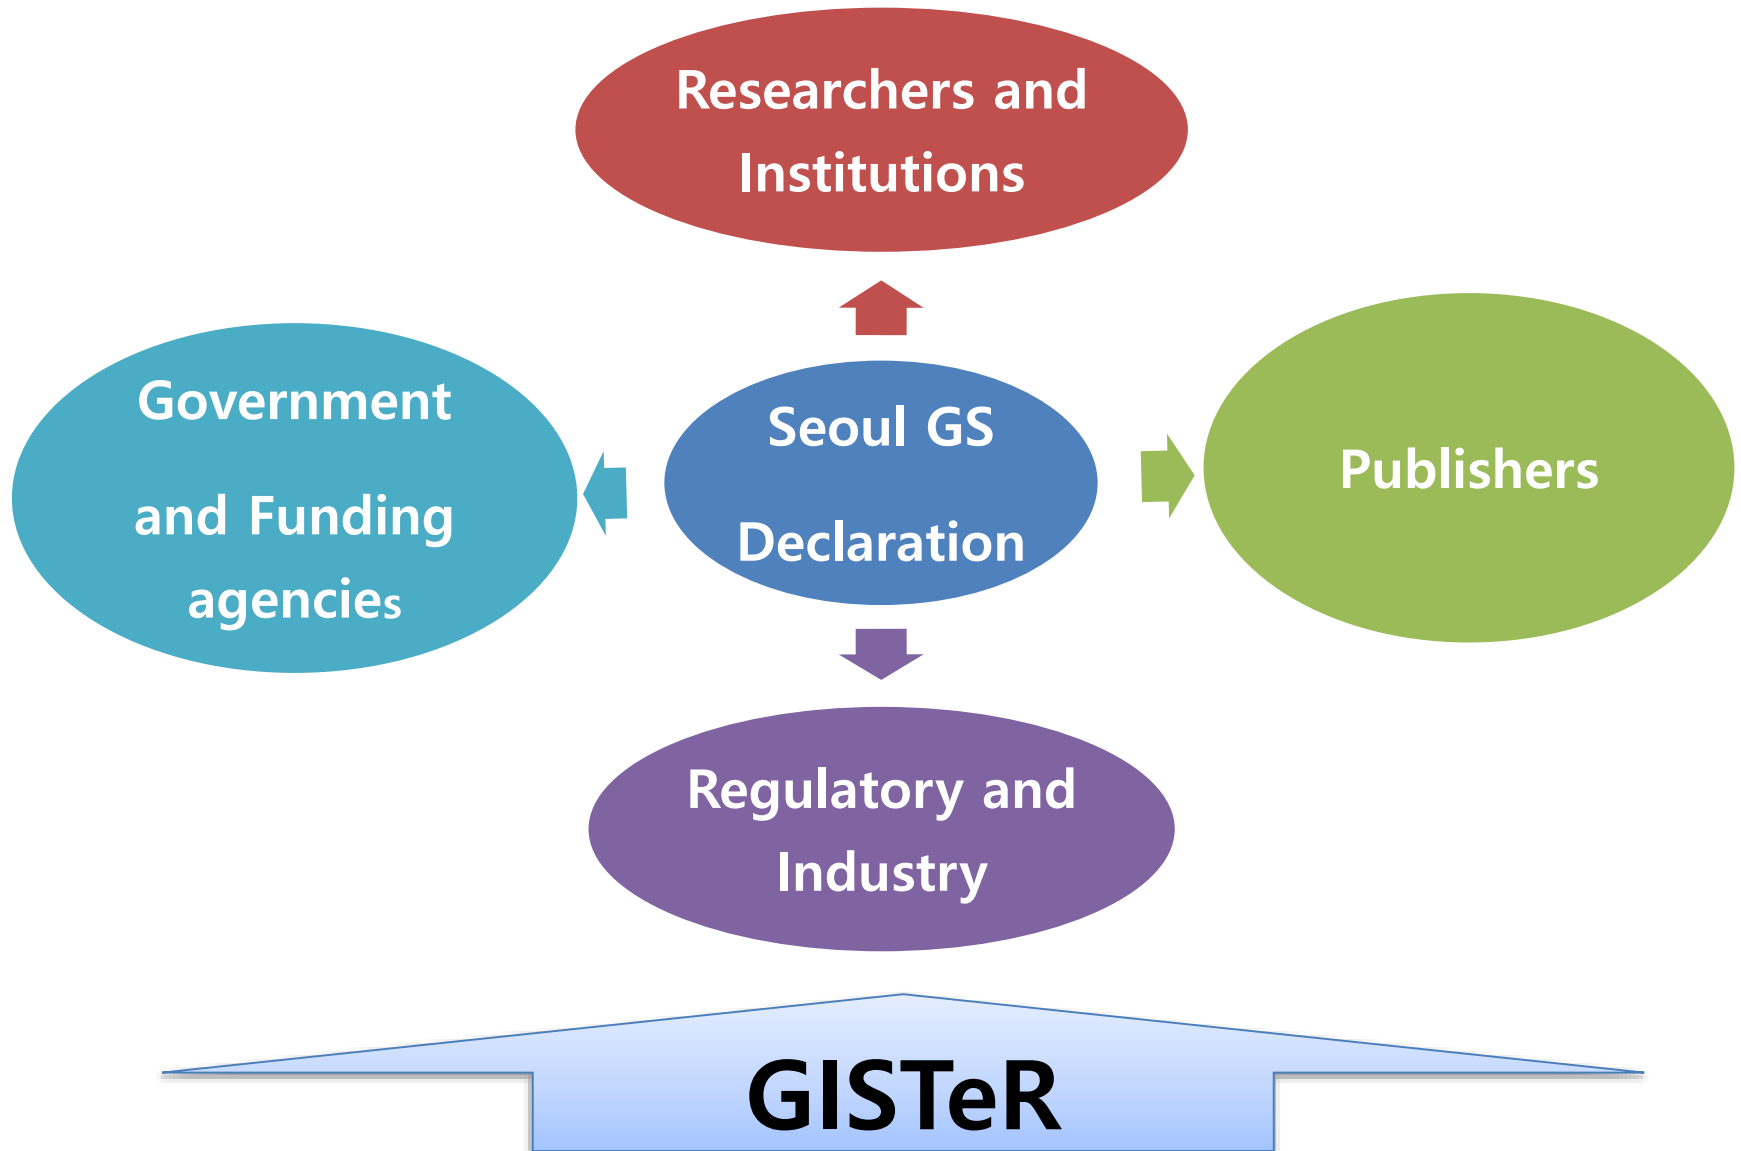 Researchers and
Institutions
Government
and Funding
agencies
Seoul GS
Declaration
Publishers
Regulatory and
Industry
GISTeR